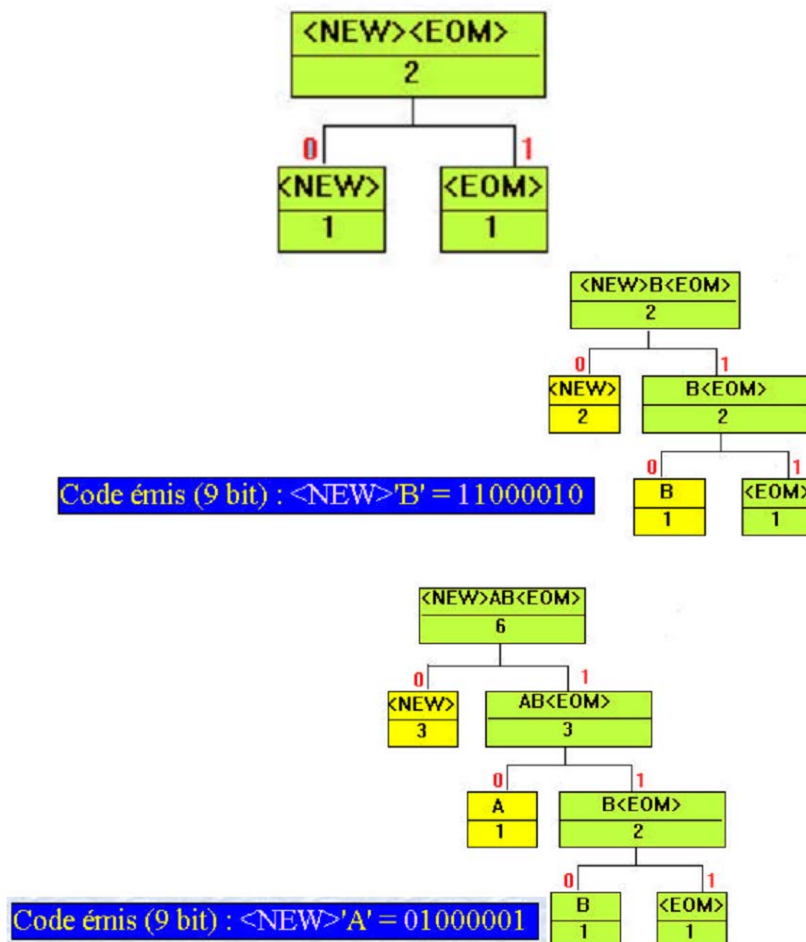 <NEW><EOM>
2
0 1
<NEW> <EOM>
1 1
<NEW>B<EOM>
2
0 1
<NEW> B<EOM>
2 2
0 1
B <EOM>
1 1
Code émis (9 bit) : <NEW>'B' = 11000010
<NEW>AB<EOM>
6
0 1
<NEW> AB<EOM>
3 3
0 1
A B<EOM>
1 2
0 1
B <EOM>
1 1
Code émis (9 bit) : <NEW>'A' = 01000001